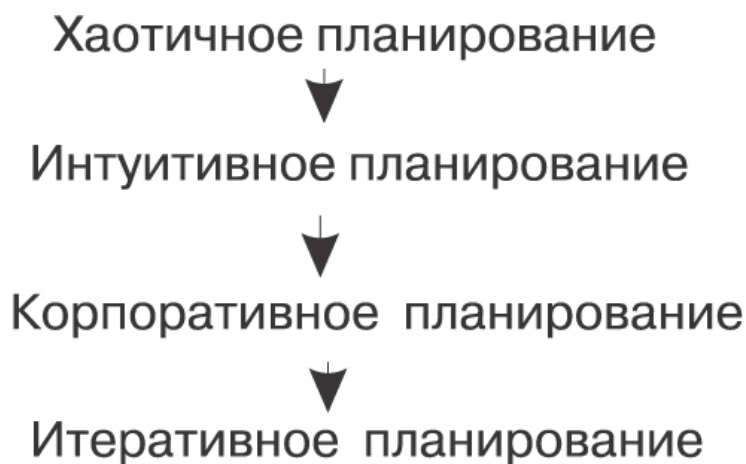 Хаотичное планирование
Интуитивное планирование
Корпоративное планирование
Итеративное планирование